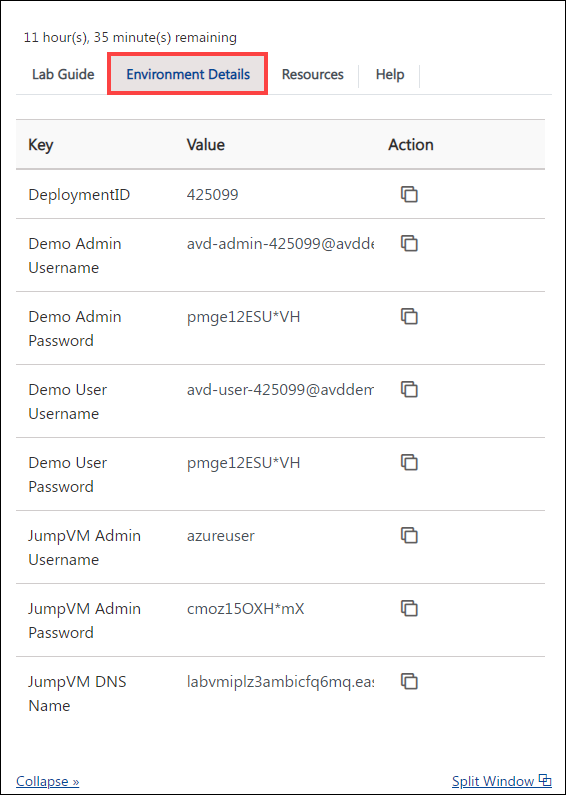 11 hour(s), 35 minute(s) remaining
Lab Guide Environment Details Resources Help
Key Value Action
DeploymentID 425099
Demo Admin Username avd-admin-425099@avdde
Demo Admin Password pmge12ESU*VH
Demo User Username avd-user-425099@avddem
Demo User Password pmge12ESU*VH
JumpVM Admin Username azureuser
JumpVM Admin Password cmoz15OXH*mX
JumpVM DNS Name labvmiplz3ambicfq6mq.eas
Collapse » Split Window